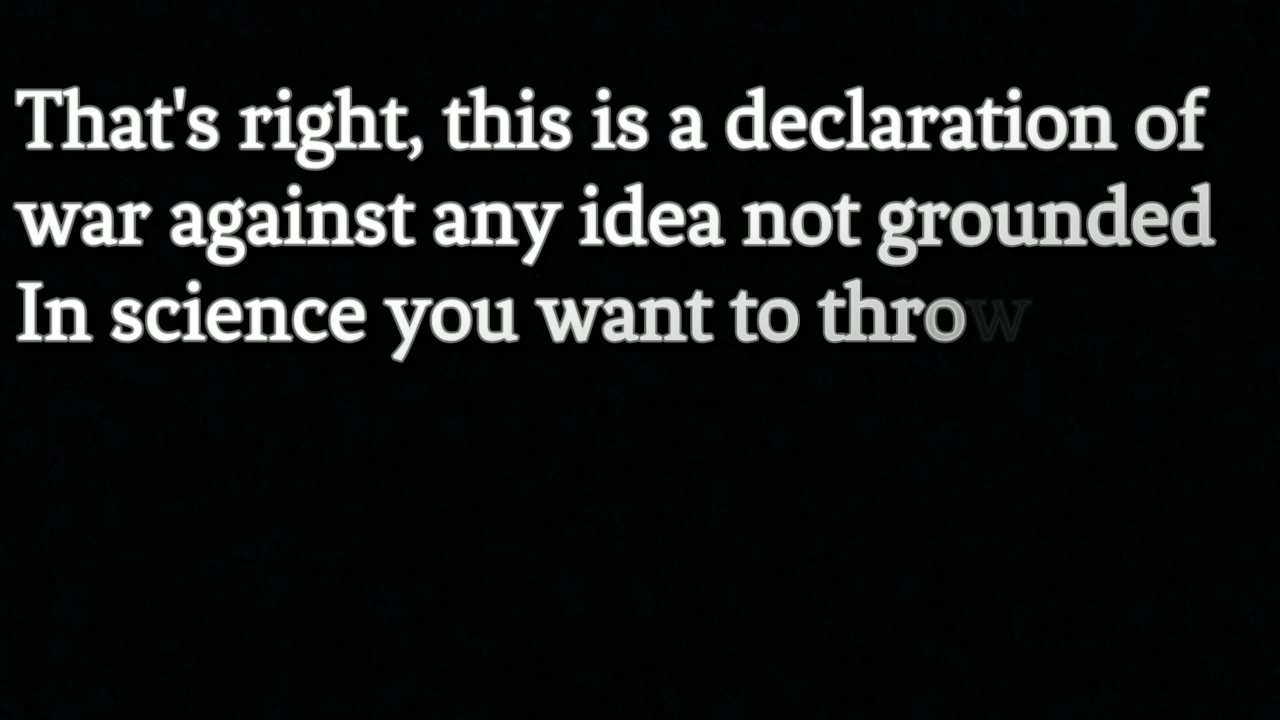 That's right, this is a declaration of
war against any idea not grounded
In science you want to throw